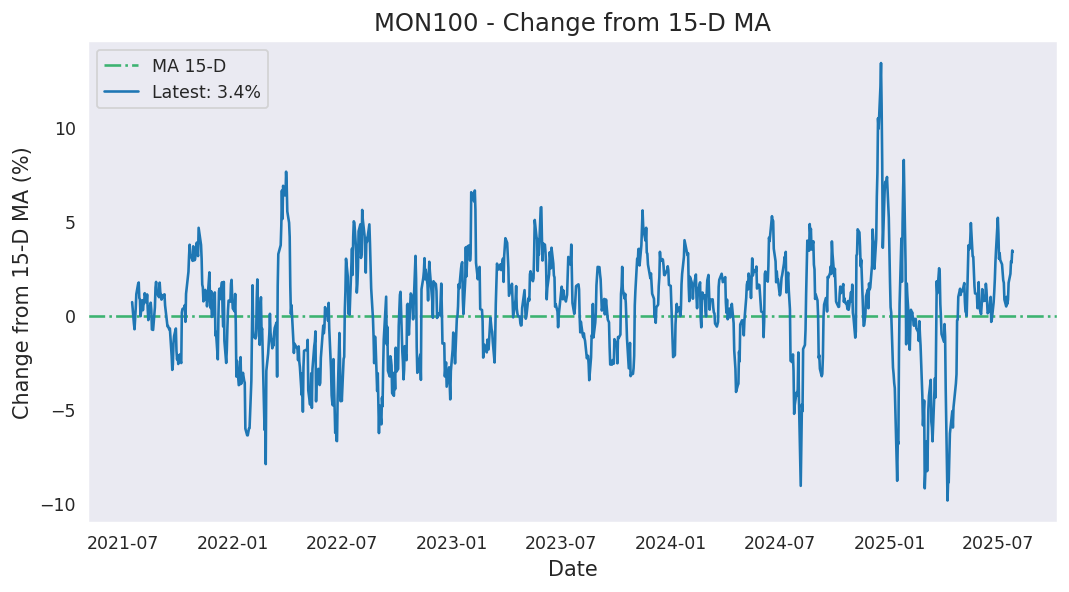 MON100 - Change from 15-D MA
MA 15-D
Latest: 3.4%
Change from 15-D MA (%)
10
5
0
−5
−10
2021-07
2022-01
2022-07
2023-01
2023-07
2024-01
2024-07
2025-01
2025-07
Date